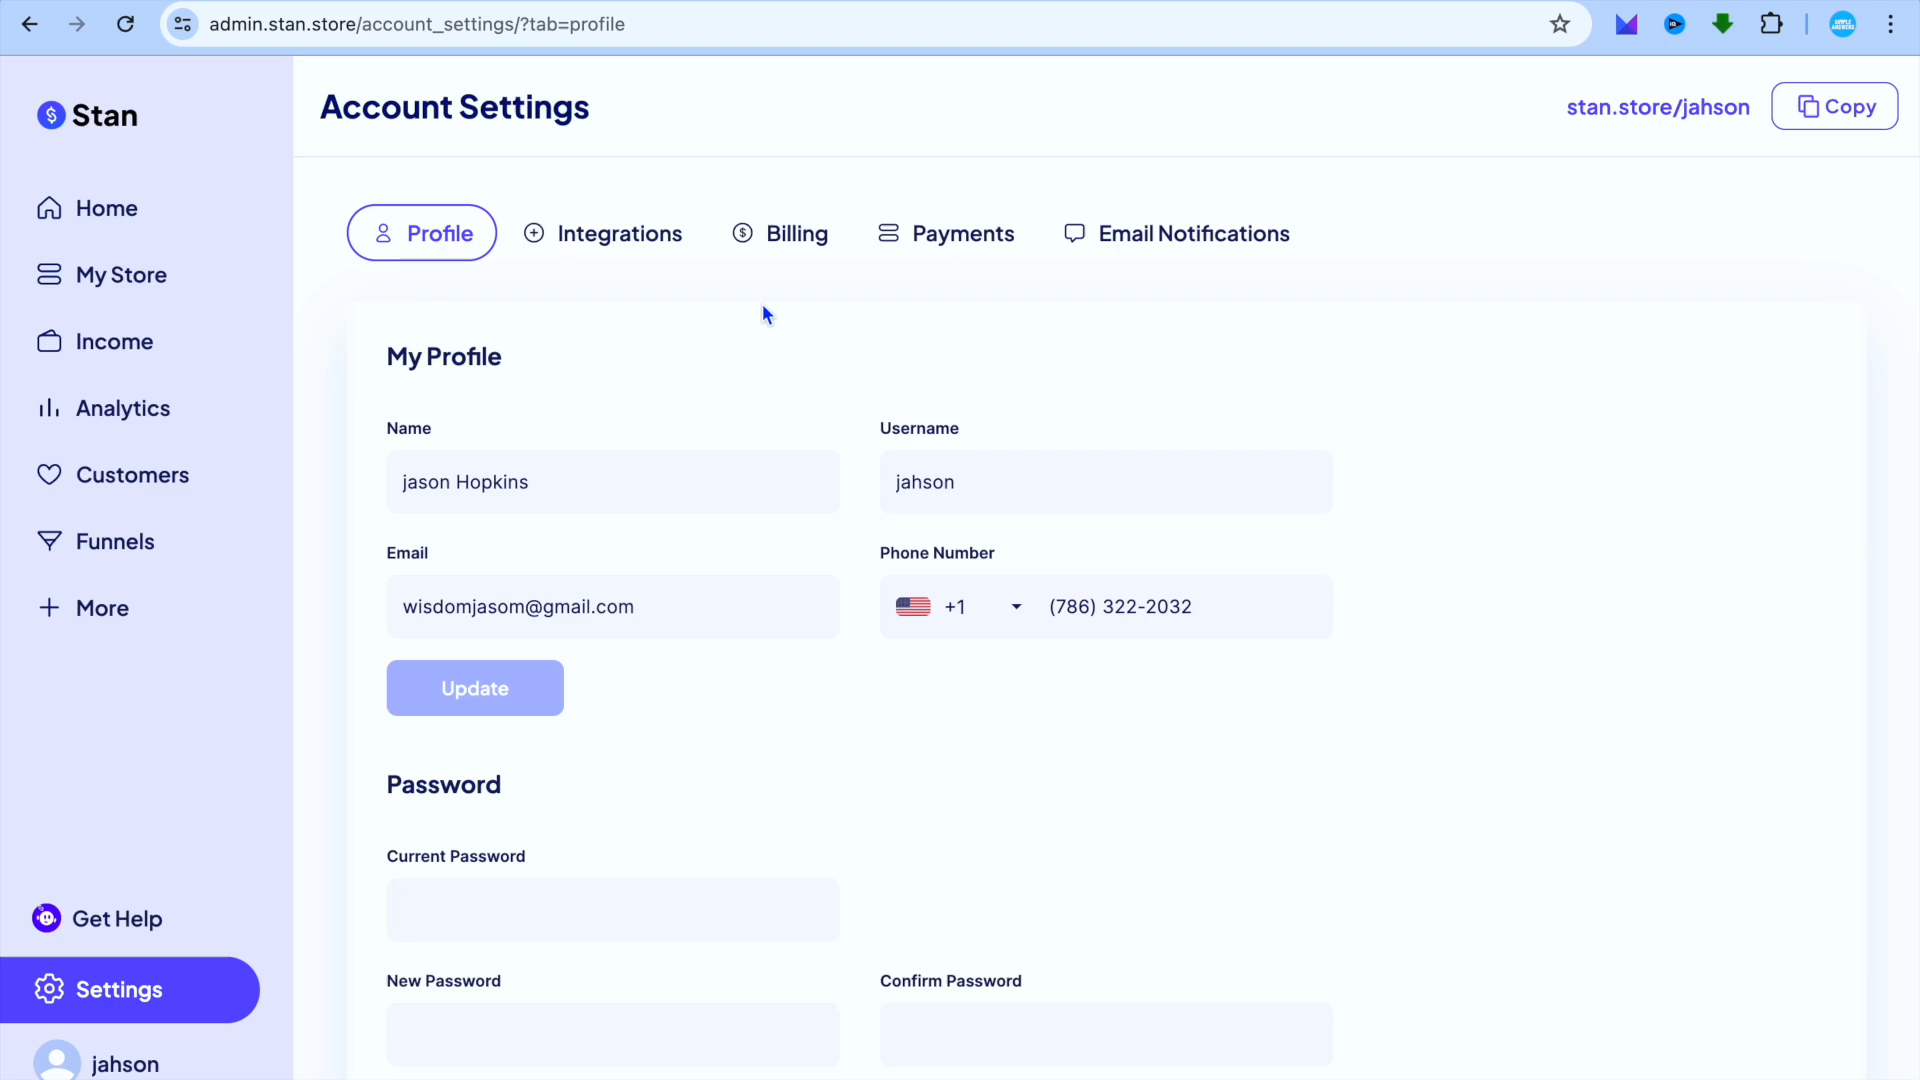 admin.stan.store/account_settings/?tab=profile
Stan
Account Settings
stan.store/jahson
Copy
Home
My Store
Income
Analytics
Customers
Funnels
More
Profile
Integrations
Billing
Payments
Email Notifications
My Profile
Name
Username
jason Hopkins
jahson
Email
Phone Number
wisdomjasom@gmail.com
+1
(786) 322-2032
Update
Password
Current Password
New Password
Confirm Password
Get Help
Settings
jahson